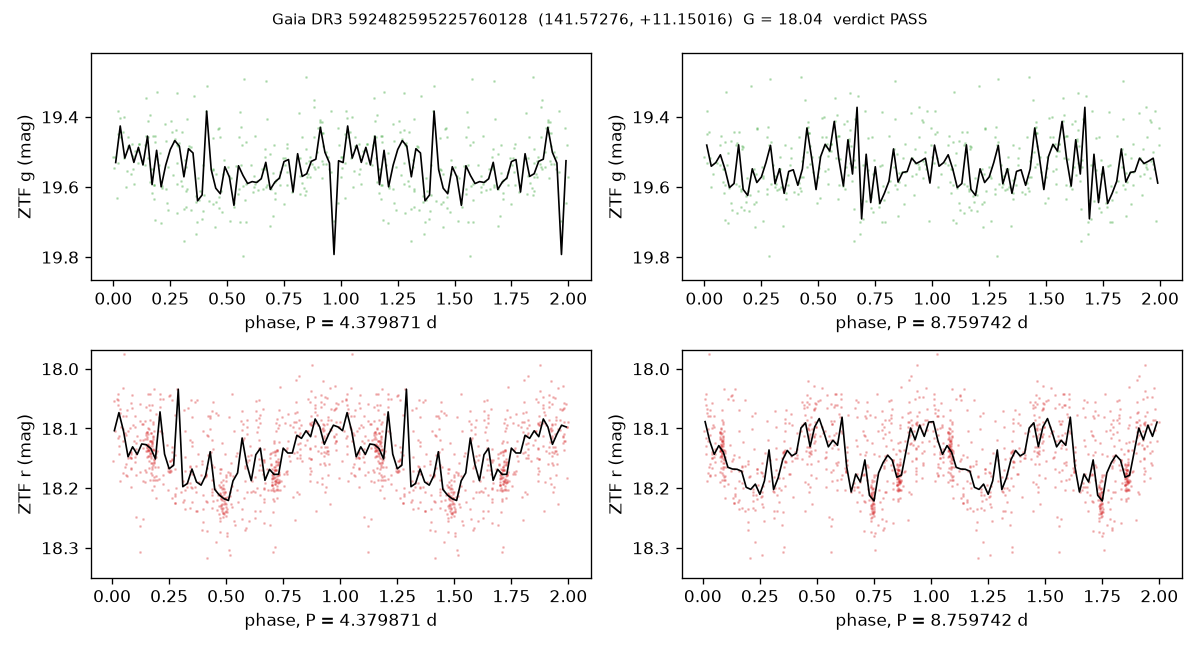 Gaia DR3 592482595225760128  (141.57276, +11.15016)  G = 18.04  verdict PASS
ZTF g (mag)
19.4
19.6
19.8
0.00 0.25 0.50 0.75 1.00 1.25 1.50 1.75 2.00
phase, P = 4.379871 d
ZTF g (mag)
19.4
19.6
19.8
0.00 0.25 0.50 0.75 1.00 1.25 1.50 1.75 2.00
phase, P = 8.759742 d
ZTF r (mag)
18.0
18.1
18.2
18.3
0.00 0.25 0.50 0.75 1.00 1.25 1.50 1.75 2.00
phase, P = 4.379871 d
ZTF r (mag)
18.0
18.1
18.2
18.3
0.00 0.25 0.50 0.75 1.00 1.25 1.50 1.75 2.00
phase, P = 8.759742 d